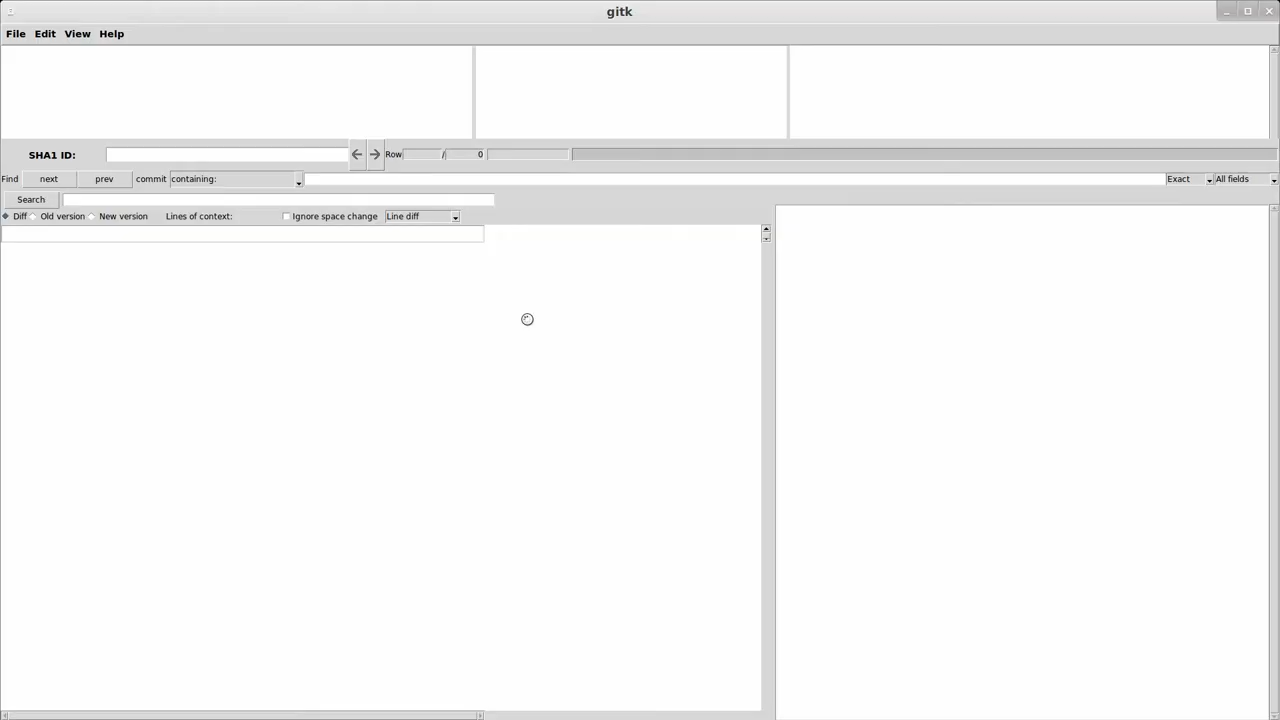 gitk
File Edit View Help
SHA1 ID: Row / 0
Find next prev commit containing: Exact All fields
Search
Diff Old version New version Lines of context: Ignore space change Line diff